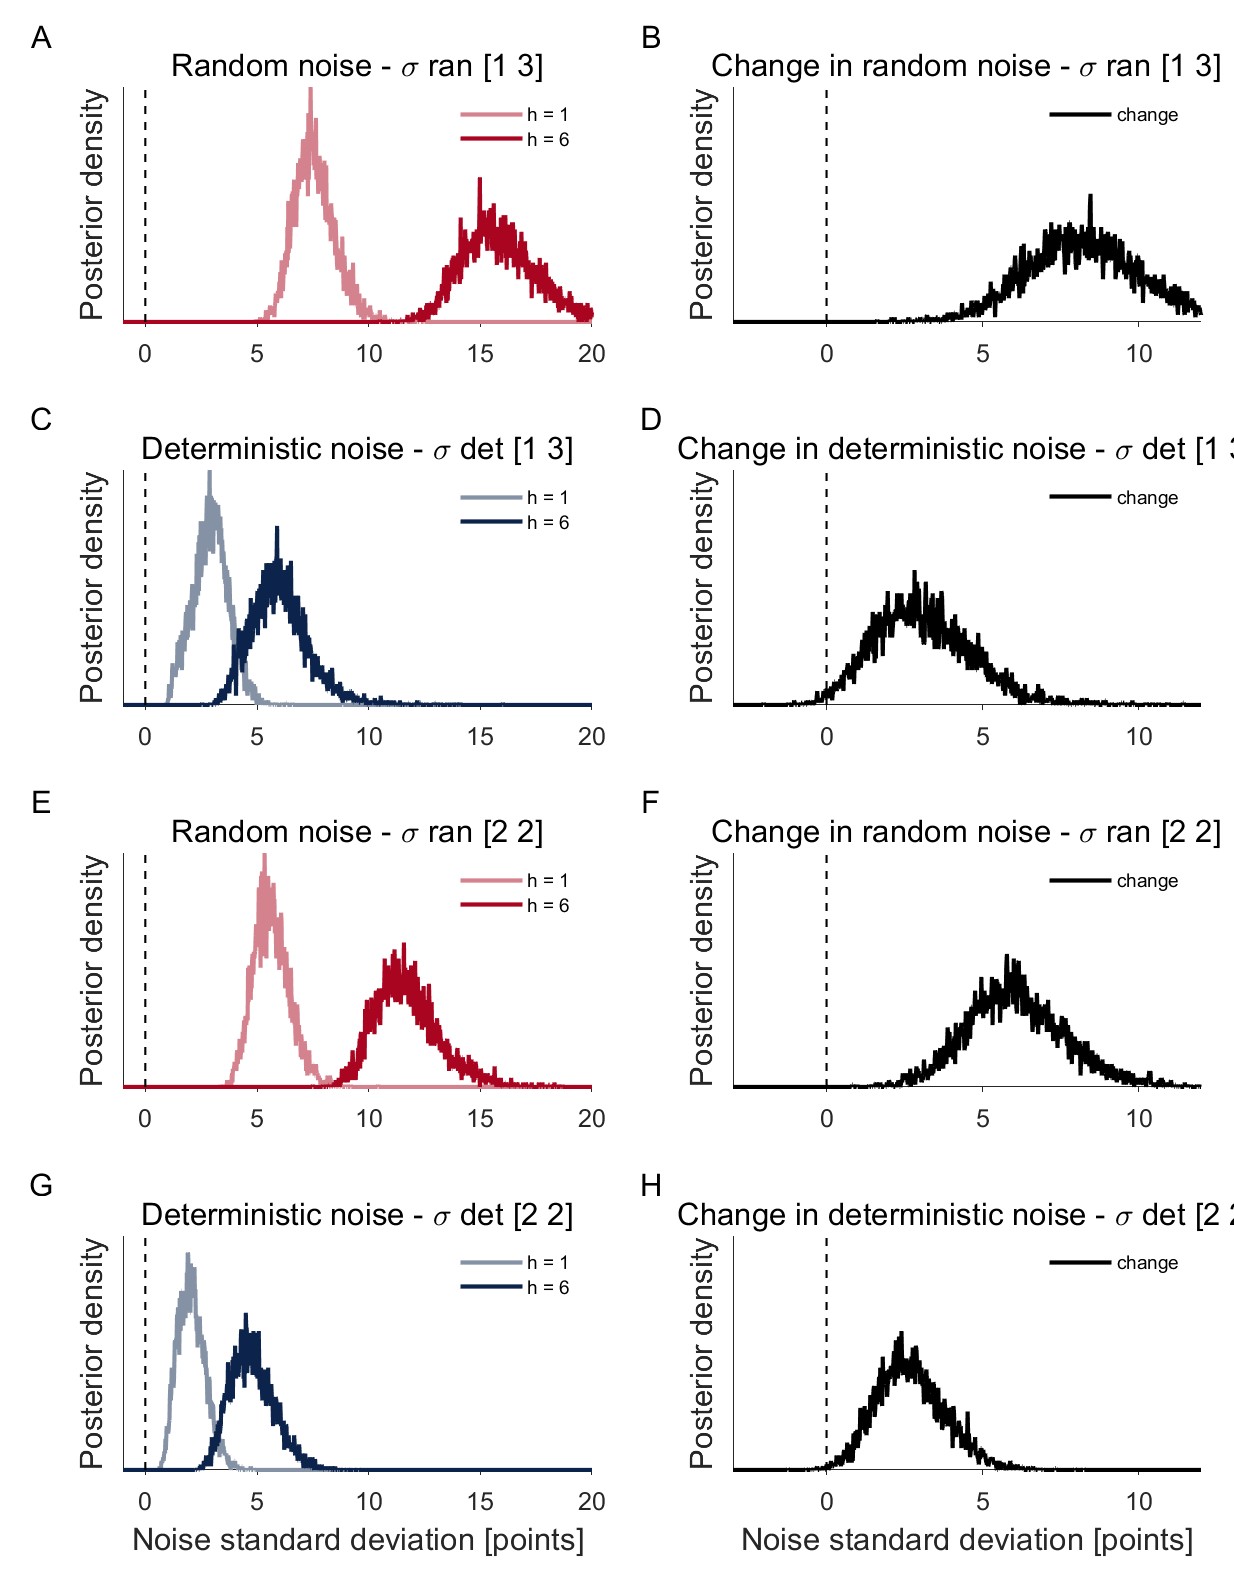 A
Random noise - σ ran [1 3]
h = 1
h = 6
Posterior density
0 5 10 15 20
B
Change in random noise - σ ran [1 3]
change
Posterior density
0 5 10
C
Deterministic noise - σ det [1 3]
h = 1
h = 6
Posterior density
0 5 10 15 20
D
Change in deterministic noise - σ det [1
change
Posterior density
0 5 10
E
Random noise - σ ran [2 2]
h = 1
h = 6
Posterior density
0 5 10 15 20
F
Change in random noise - σ ran [2 2]
change
Posterior density
0 5 10
G
Deterministic noise - σ det [2 2]
h = 1
h = 6
Posterior density
0 5 10 15 20
Noise standard deviation [points]
H
Change in deterministic noise - σ det [2
change
Posterior density
0 5 10
Noise standard deviation [points]